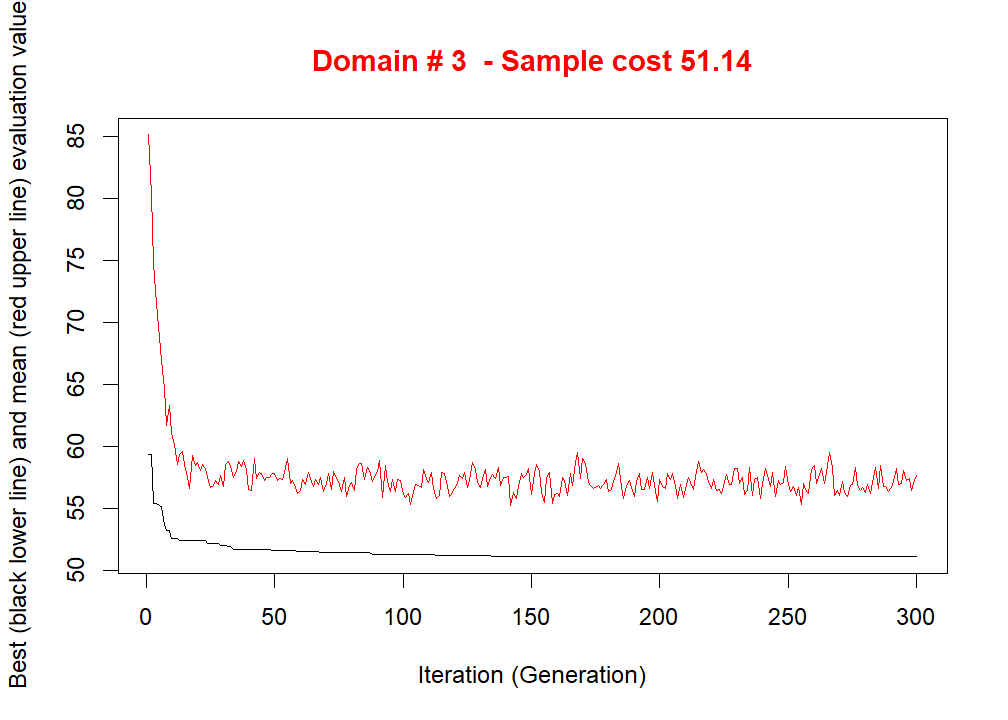 Domain # 3  - Sample cost 51.14
Best (black lower line) and mean (red upper line) evaluation value
85
80
75
70
65
60
55
50
0 50 100 150 200 250 300
Iteration (Generation)